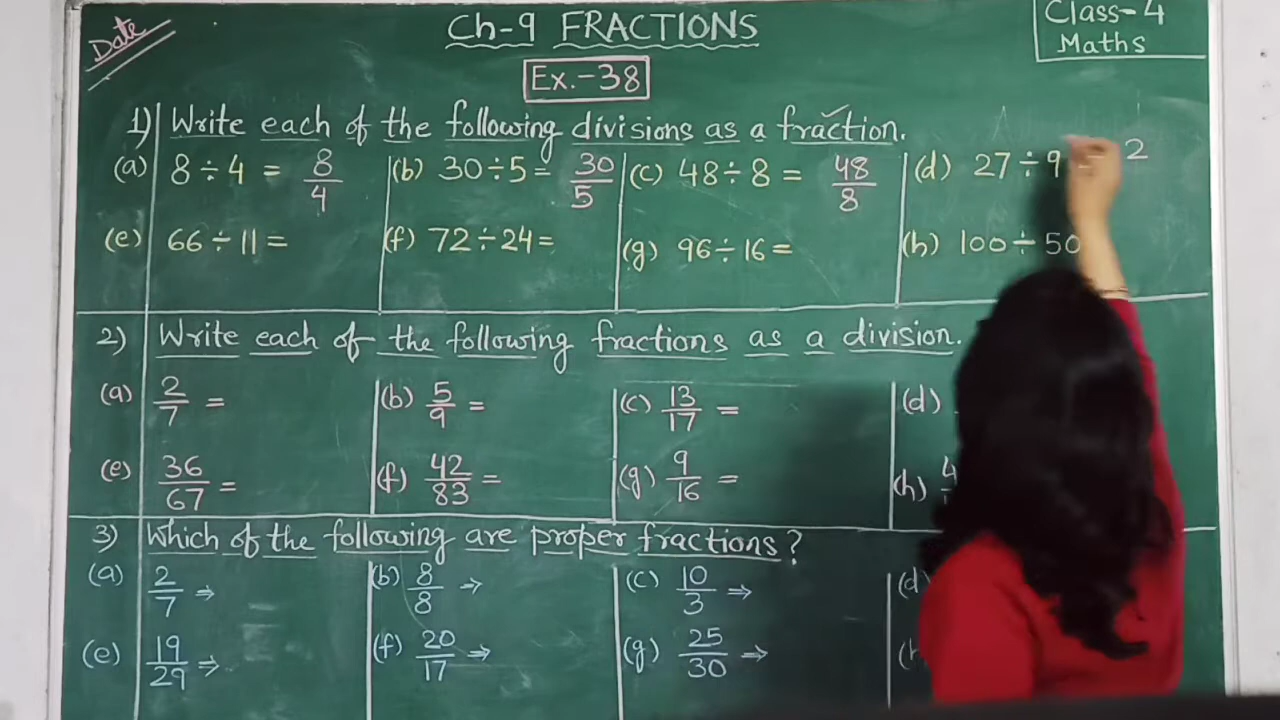 Date
Ch-9 FRACTIONS
Class-4
Maths
Ex.-38
1) Write each of the following divisions as a fraction.
(a) 8 ÷ 4 = 8/4 (b) 30 ÷ 5 = 30/5 (c) 48 ÷ 8 = 48/8 (d) 27 ÷ 9 = 2
(e) 66 ÷ 11 = (f) 72 ÷ 24 = (g) 96 ÷ 16 = (h) 100 ÷ 50
2) Write each of the following fractions as a division.
(a) 2/7 = (b) 5/9 = (c) 13/17 = (d)
(e) 36/67 = (f) 42/83 = (g) 9/16 = (h)
3) Which of the following are proper fractions?
(a) 2/7 ⇒ (b) 8/8 ⇒ (c) 10/3 ⇒ (d)
(e) 19/29 ⇒ (f) 20/17 ⇒ (g) 25/30 ⇒